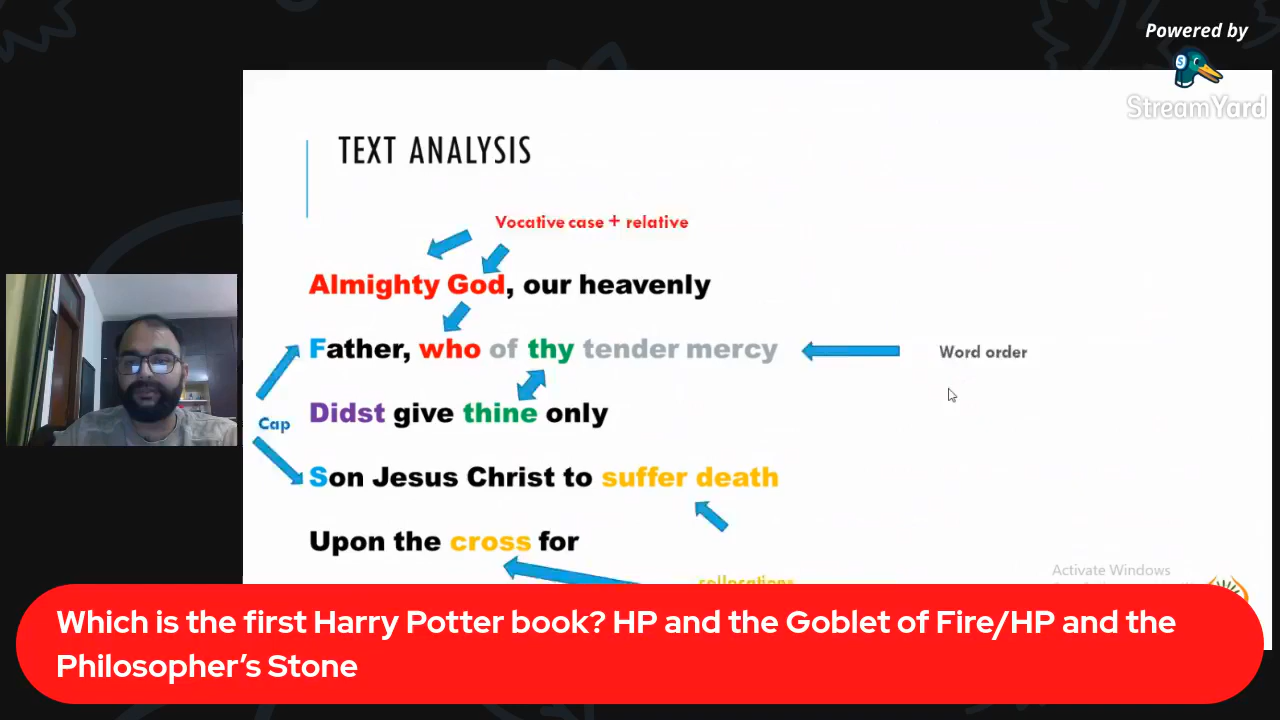 Powered by
StreamYard
TEXT ANALYSIS
Vocative case + relative
Almighty God, our heavenly
Father, who of thy tender mercy
Word order
Didst give thine only
Cap
Son Jesus Christ to suffer death
Upon the cross for
collocations
Activate Windows
Which is the first Harry Potter book? HP and the Goblet of Fire/HP and the
Philosopher’s Stone